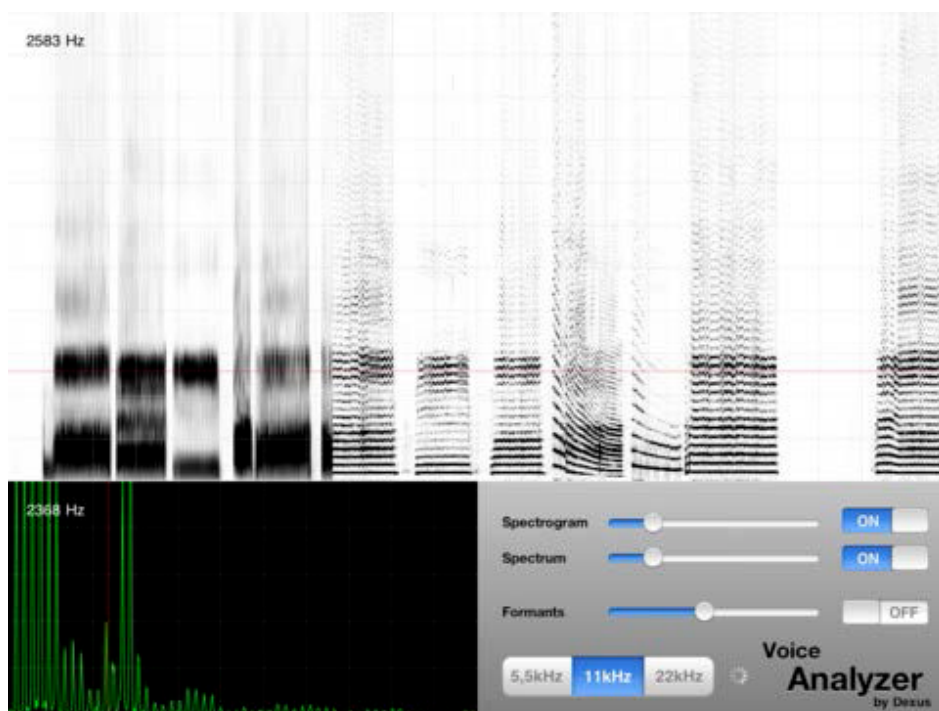 2583 Hz
2368 Hz
Spectrogram
ON
Spectrum
ON
Formants
OFF
5,5kHz
11kHz
22kHz
Voice
Analyzer
by Dexus